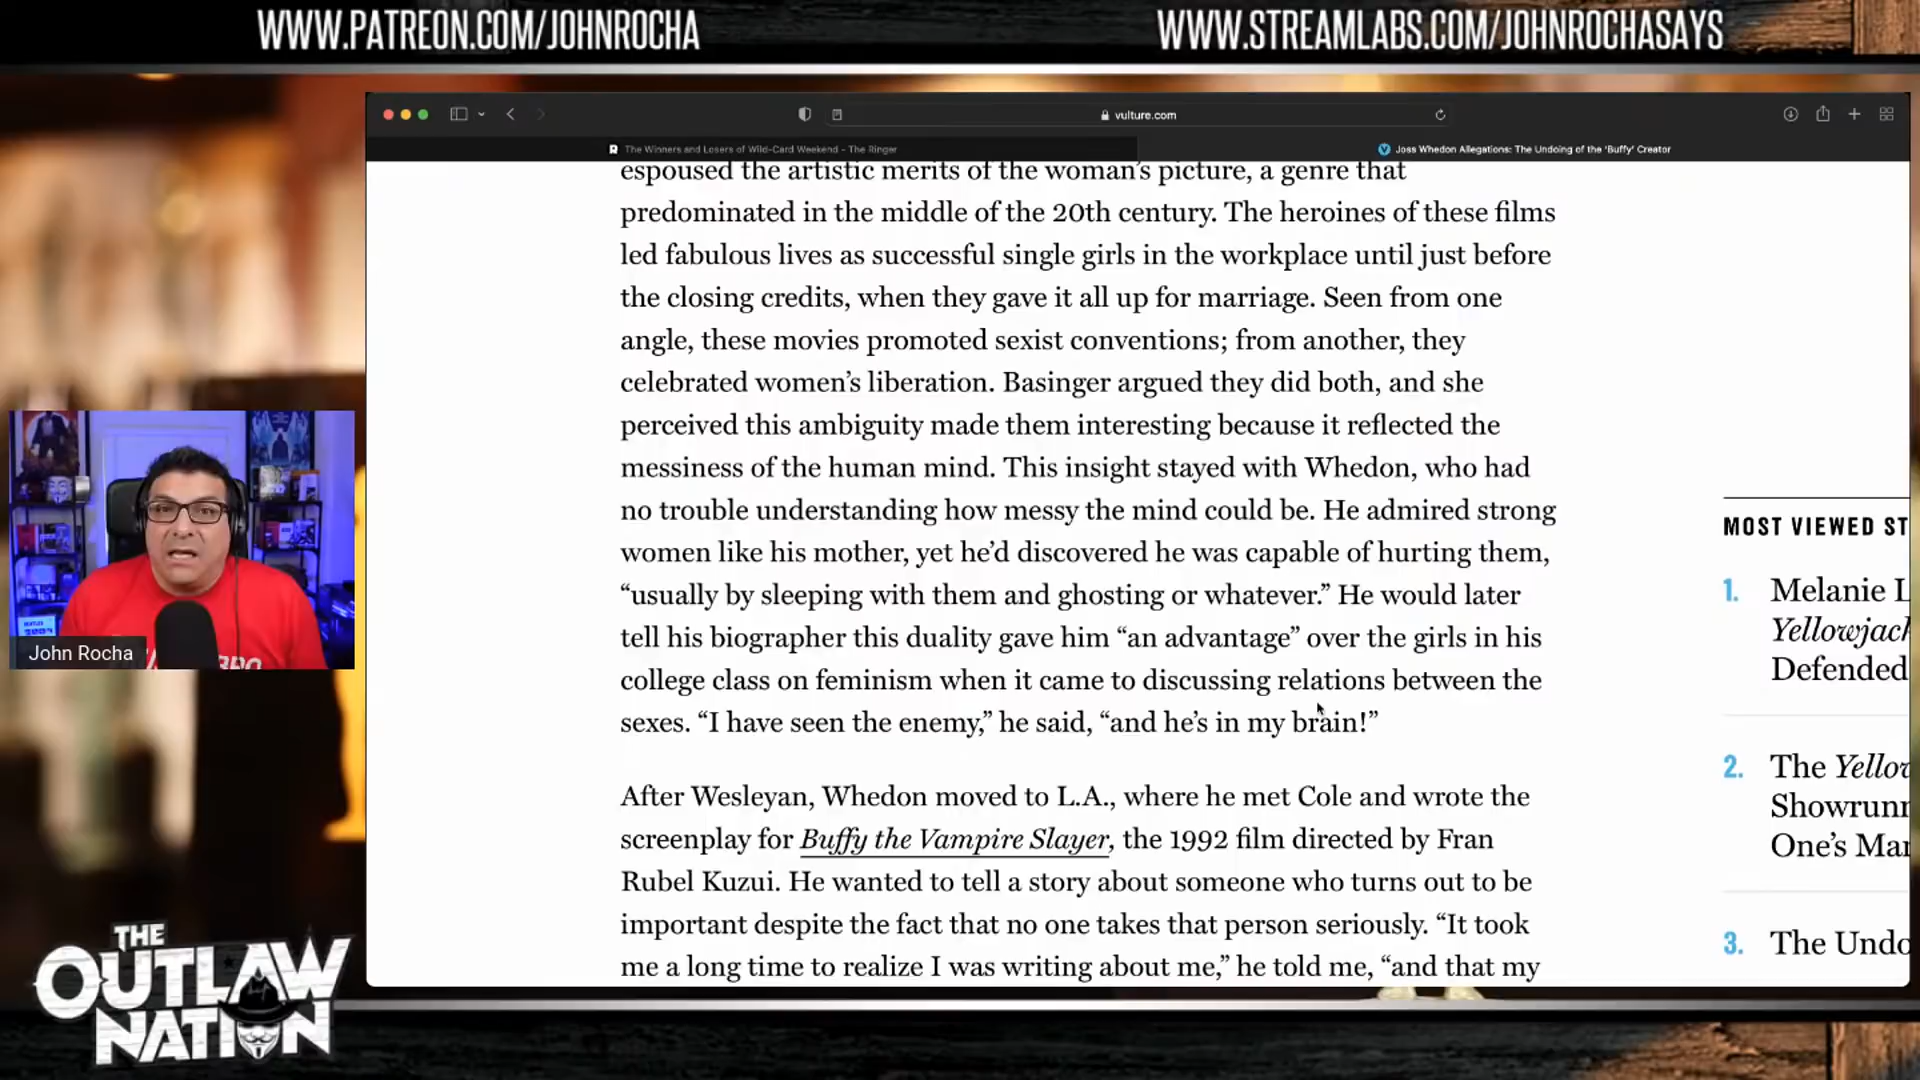 WWW.PATREON.COM/JOHNROCHA
WWW.STREAMLABS.COM/JOHNROCHASAYS
vulture.com
The Winners and Losers of Wild-Card Weekend - The Ringer
Joss Whedon Allegations: The Undoing of the 'Buffy' Creator
espoused the artistic merits of the woman's picture, a genre that
predominated in the middle of the 20th century. The heroines of these films
led fabulous lives as successful single girls in the workplace until just before
the closing credits, when they gave it all up for marriage. Seen from one
angle, these movies promoted sexist conventions; from another, they
celebrated women's liberation. Basinger argued they did both, and she
perceived this ambiguity made them interesting because it reflected the
messiness of the human mind. This insight stayed with Whedon, who had
no trouble understanding how messy the mind could be. He admired strong
women like his mother, yet he'd discovered he was capable of hurting them,
“usually by sleeping with them and ghosting or whatever.” He would later
tell his biographer this duality gave him “an advantage” over the girls in his
college class on feminism when it came to discussing relations between the
sexes. “I have seen the enemy,” he said, “and he's in my brain!”
After Wesleyan, Whedon moved to L.A., where he met Cole and wrote the
screenplay for Buffy the Vampire Slayer, the 1992 film directed by Fran
Rubel Kuzui. He wanted to tell a story about someone who turns out to be
important despite the fact that no one takes that person seriously. “It took
me a long time to realize I was writing about me,” he told me, “and that my
MOST VIEWED ST
1. Melanie L
Yellowjack
Defended
2. The Yellow
Showrunn
One's Man
3. The Undo
John Rocha
THE
OUTLAW
NATION